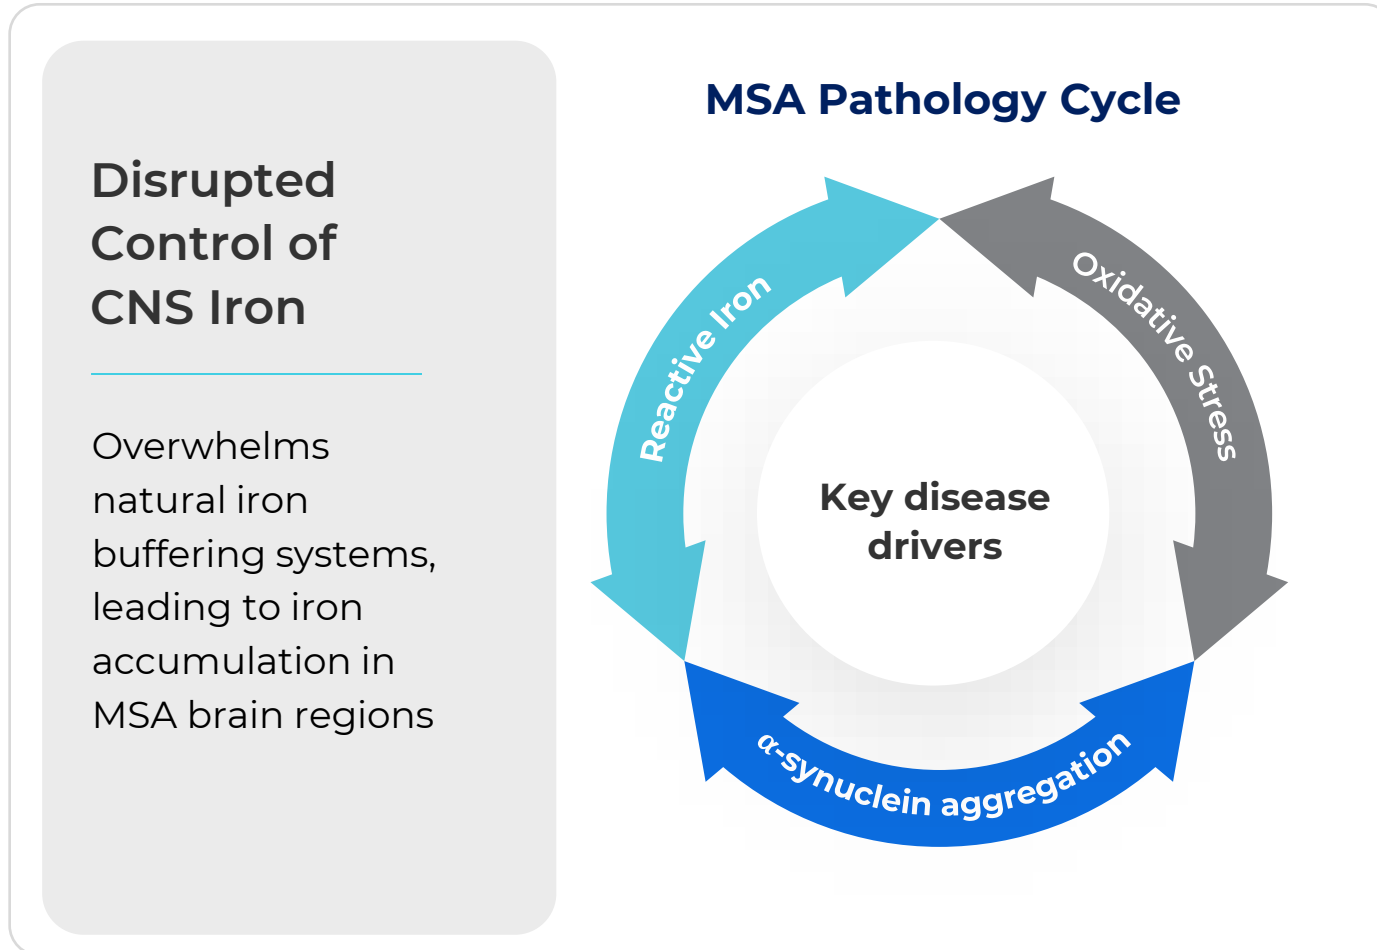 Disrupted
Control of
CNS Iron
Overwhelms
natural iron
buffering systems,
leading to iron
accumulation in
MSA brain regions
MSA Pathology Cycle
Reactive Iron
Oxidative Stress
Key disease
drivers
α-synuclein aggregation